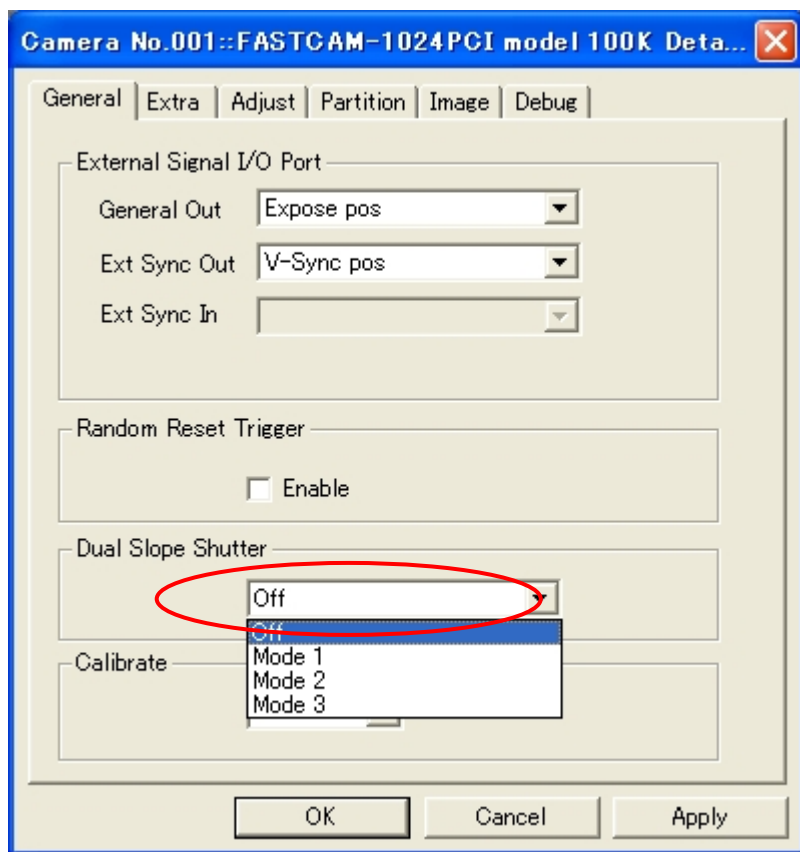 Camera No.001::FASTCAM-1024PCI model 100K Deta...
General Extra Adjust Partition Image Debug
External Signal I/O Port
General Out Expose pos
Ext Sync Out V-Sync pos
Ext Sync In
Random Reset Trigger
Enable
Dual Slope Shutter
Off
Off
Mode 1
Mode 2
Mode 3
Calibrate
OK Cancel Apply